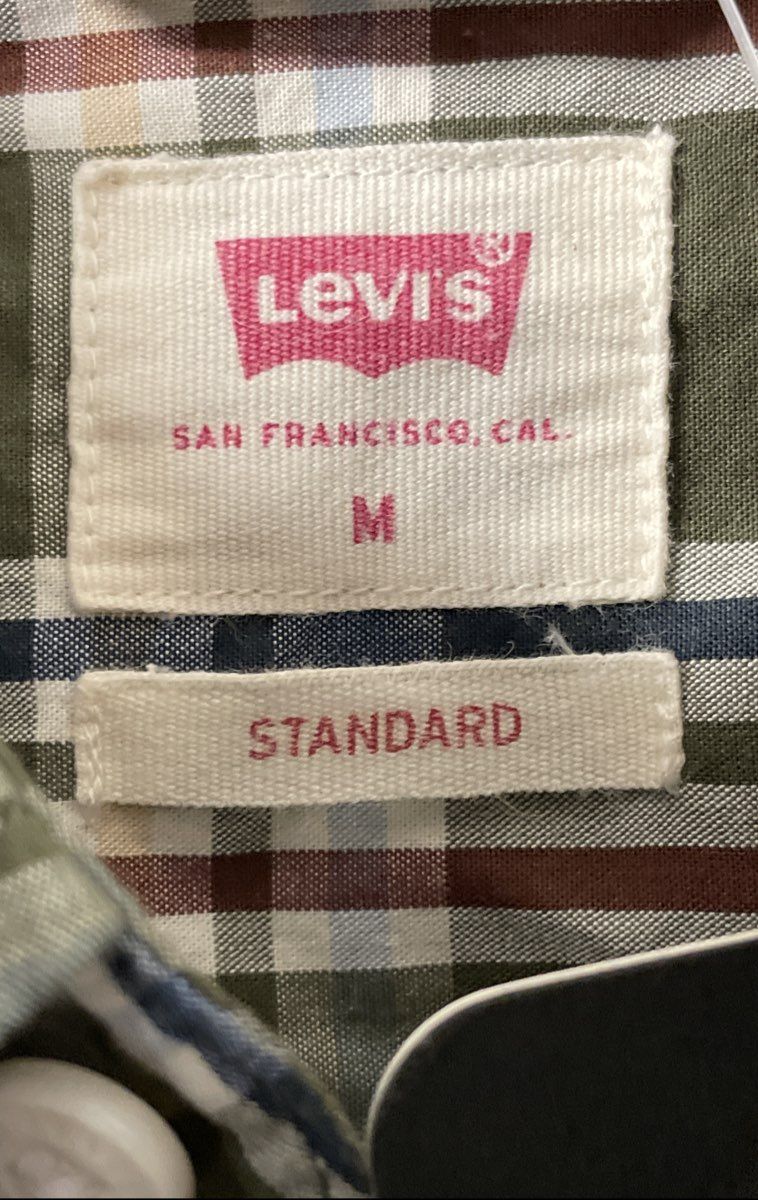 Levi's®
SAN FRANCISCO, CAL.
M
STANDARD